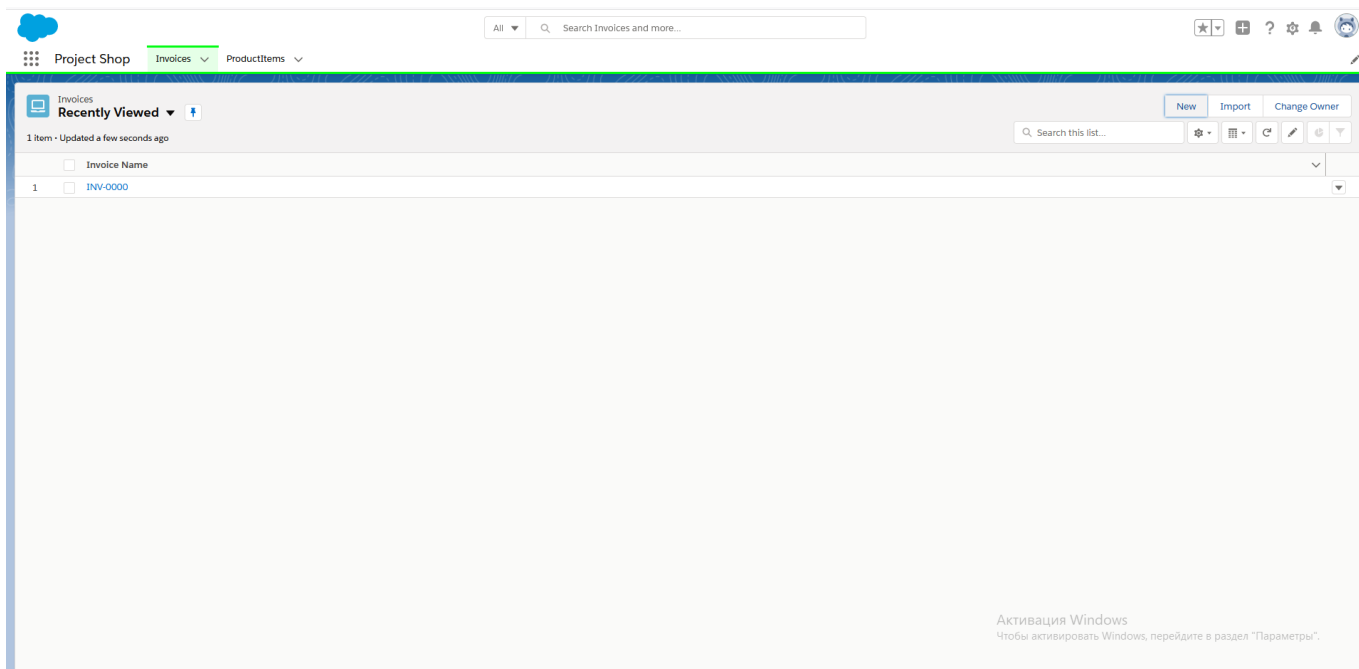 All Search Invoices and more...
Project Shop Invoices ProductItems
Invoices
Recently Viewed
New Import Change Owner
1 item • Updated a few seconds ago
Search this list...
Invoice Name
1 INV-0000
Активация Windows
Чтобы активировать Windows, перейдите в раздел "Параметры".